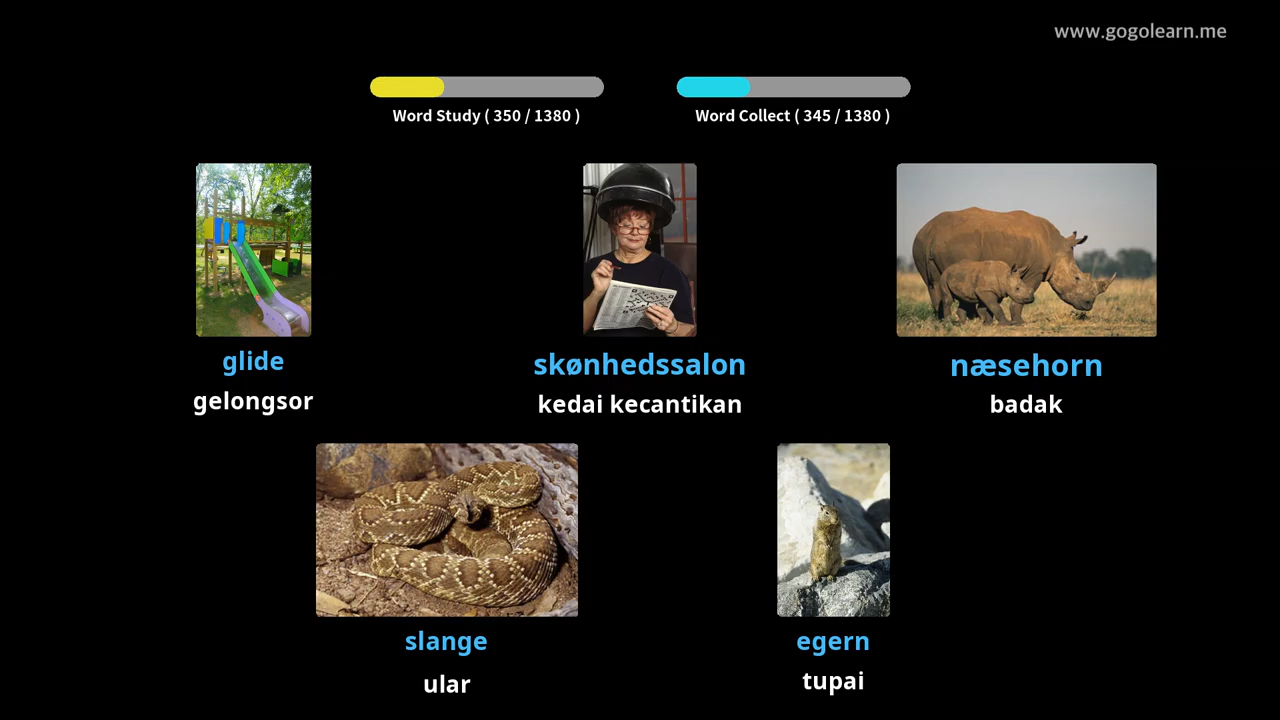 www.gogolearn.me
Word Study ( 350 / 1380 )
Word Collect ( 345 / 1380 )
glide
gelongsor
skønhedssalon
kedai kecantikan
næsehorn
badak
slange
ular
egern
tupai